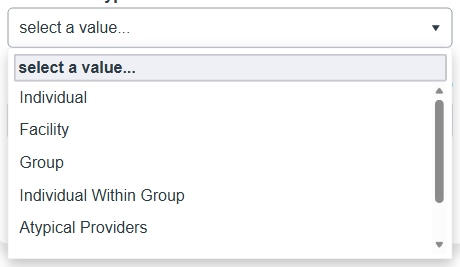 select a value...
select a value...
Individual
Facility
Group
Individual Within Group
Atypical Providers